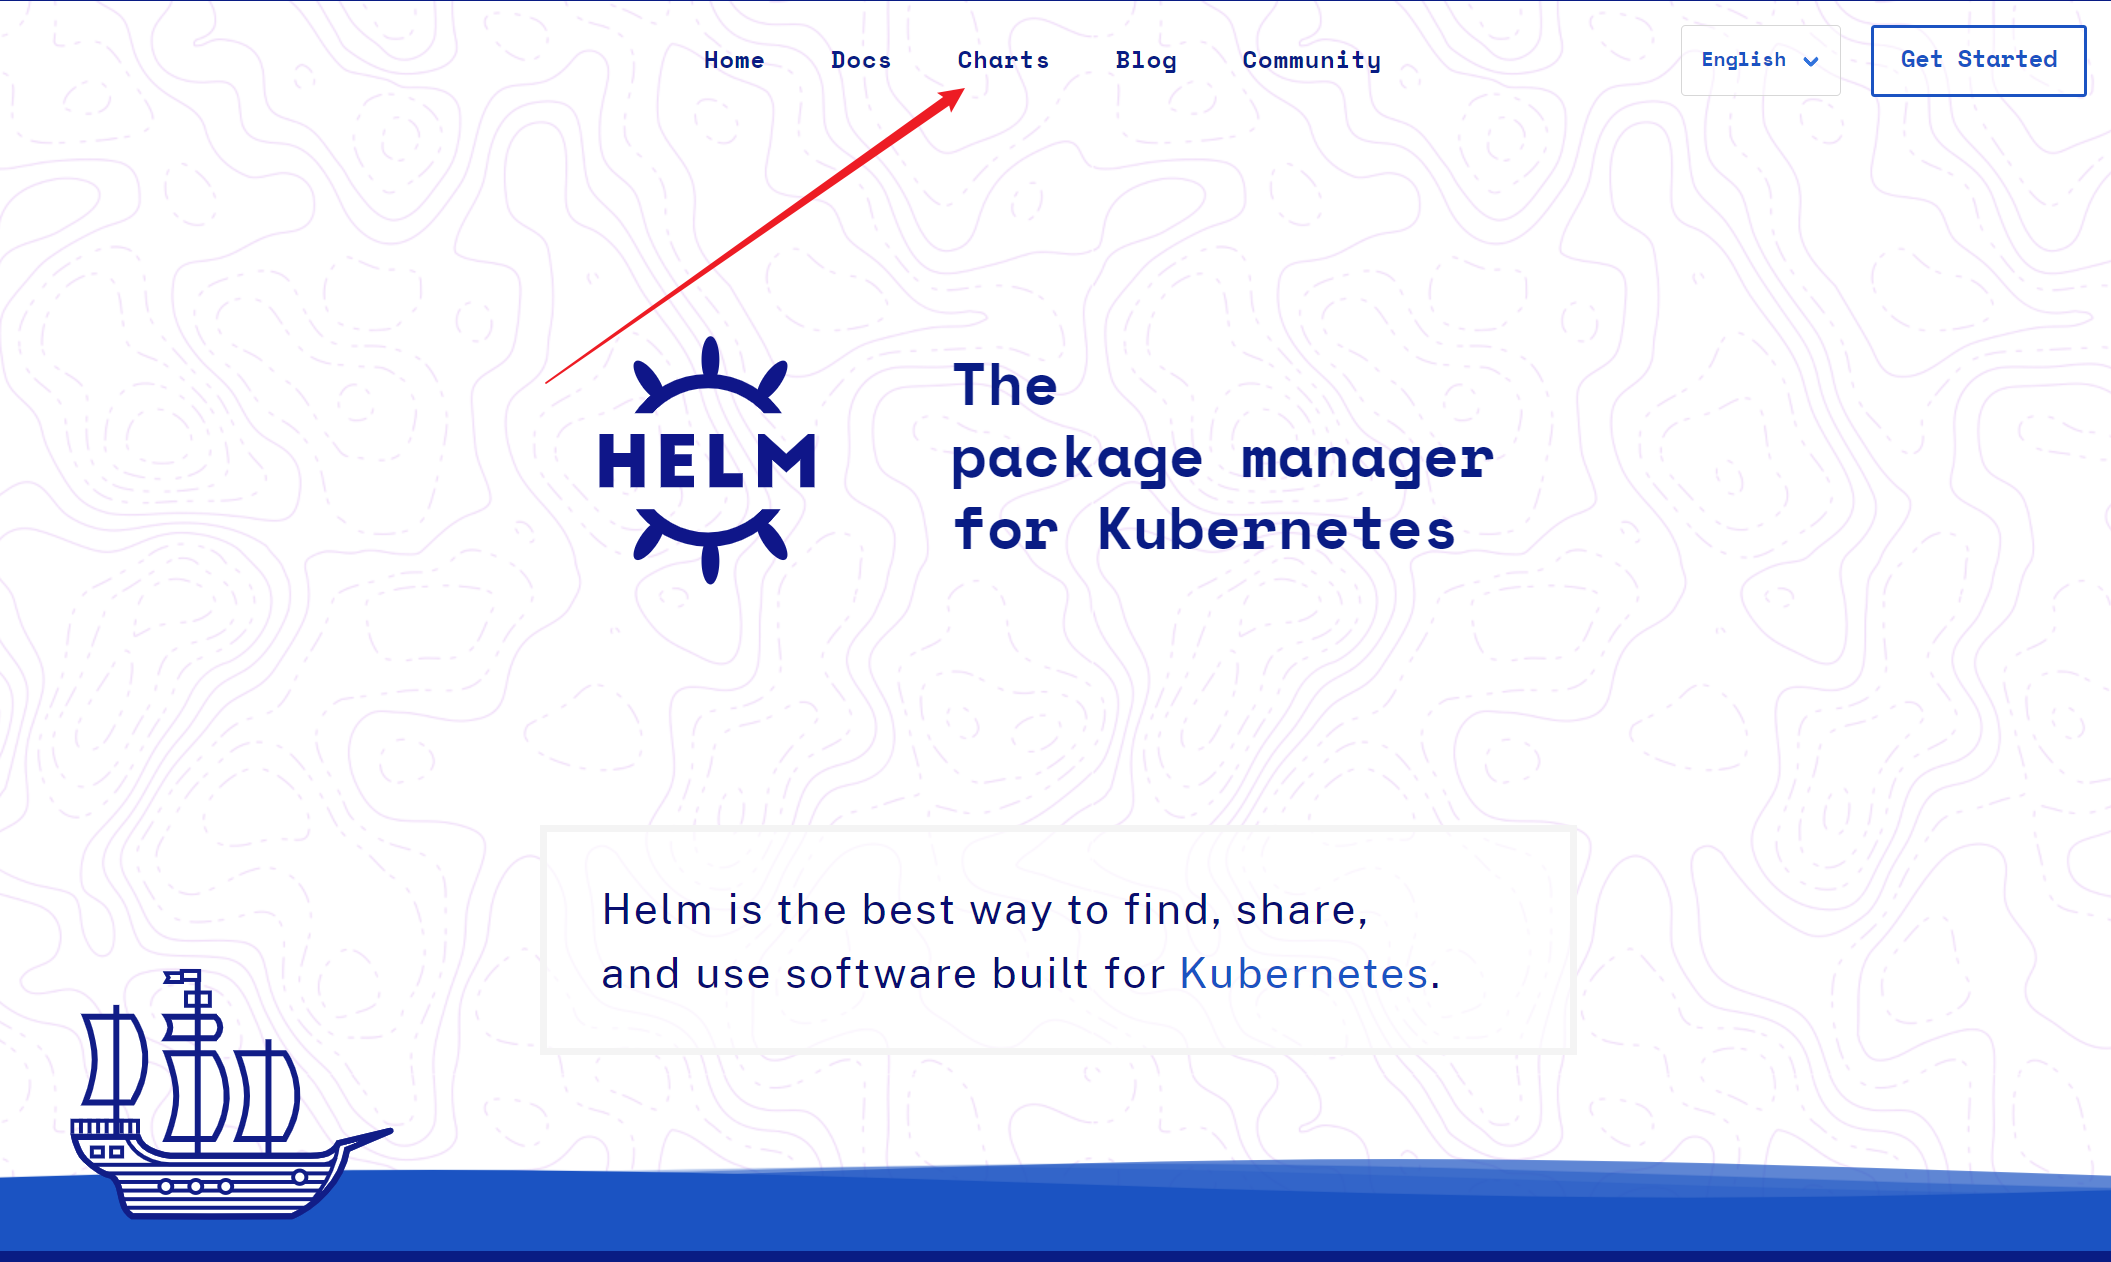 Home Docs Charts Blog Community English Get Started
HELM
The
package manager
for Kubernetes
Helm is the best way to find, share,
and use software built for Kubernetes.